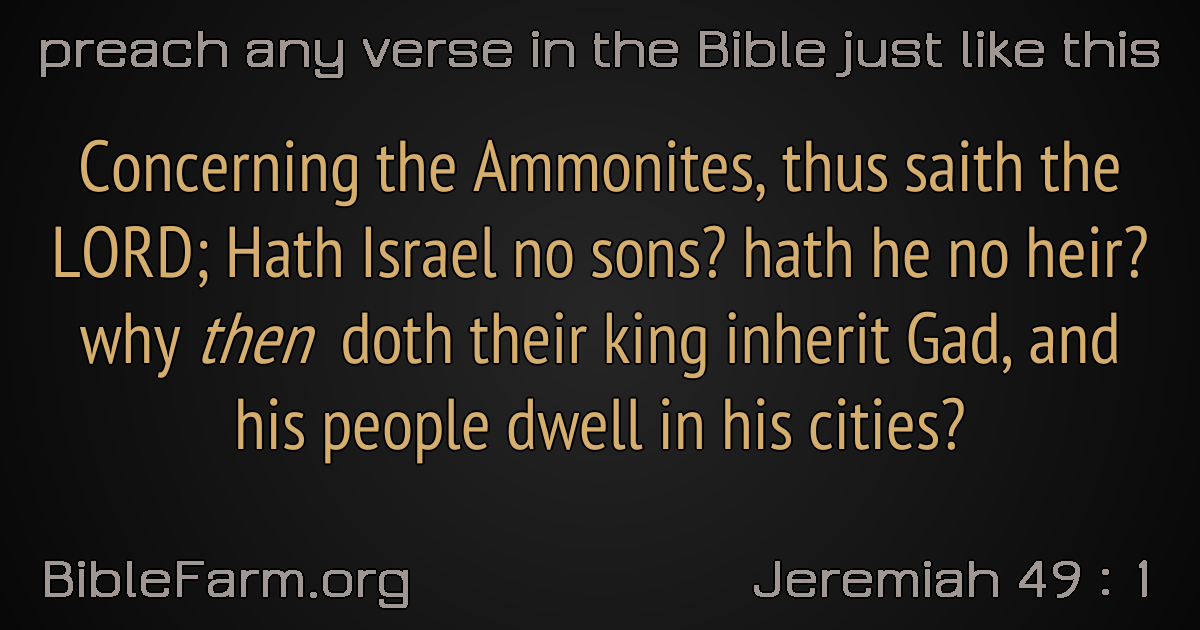 preach any verse in the Bible just like this
Concerning the Ammonites, thus saith the
LORD; Hath Israel no sons? hath he no heir?
why then doth their king inherit Gad, and
his people dwell in his cities?
BibleFarm.org
Jeremiah 49 : 1